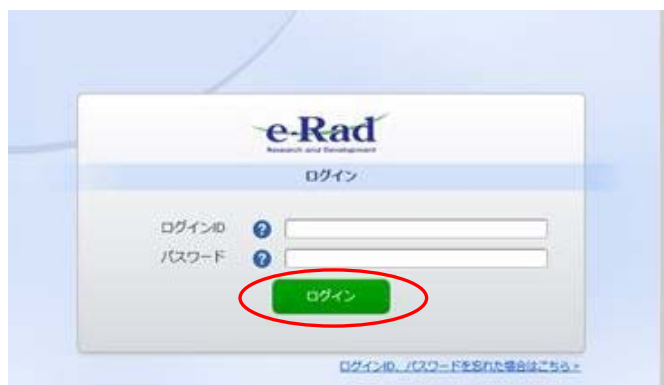 e-Rad
Research and Development
ログイン
ログインID
パスワード
ログイン
ログインID、パスワードを忘れた場合はこちら >